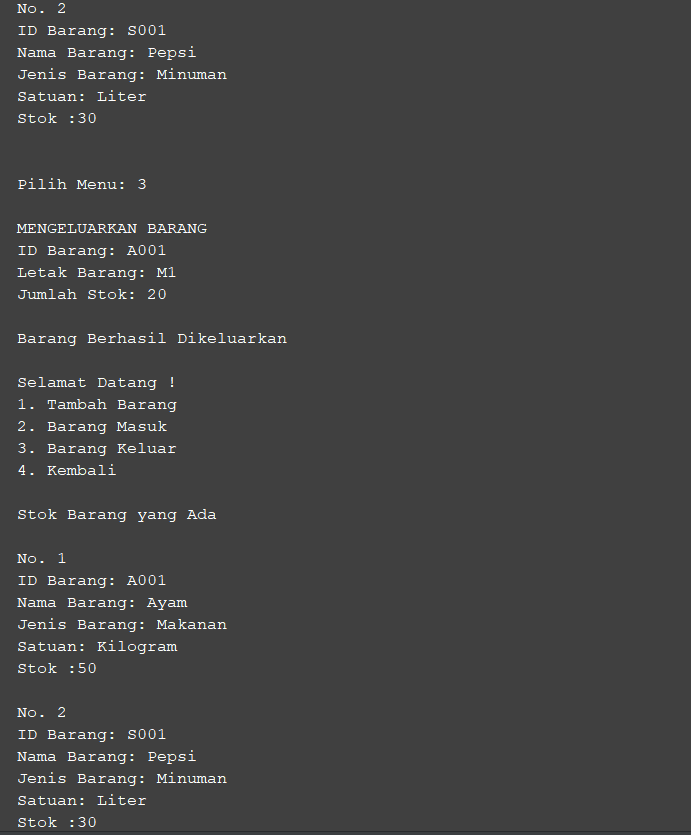 No. 2
ID Barang: S001
Nama Barang: Pepsi
Jenis Barang: Minuman
Satuan: Liter
Stok :30
Pilih Menu: 3
MENGELUARKAN BARANG
ID Barang: A001
Letak Barang: M1
Jumlah Stok: 20
Barang Berhasil Dikeluarkan
Selamat Datang !
1. Tambah Barang
2. Barang Masuk
3. Barang Keluar
4. Kembali
Stok Barang yang Ada
No. 1
ID Barang: A001
Nama Barang: Ayam
Jenis Barang: Makanan
Satuan: Kilogram
Stok :50
No. 2
ID Barang: S001
Nama Barang: Pepsi
Jenis Barang: Minuman
Satuan: Liter
Stok :30